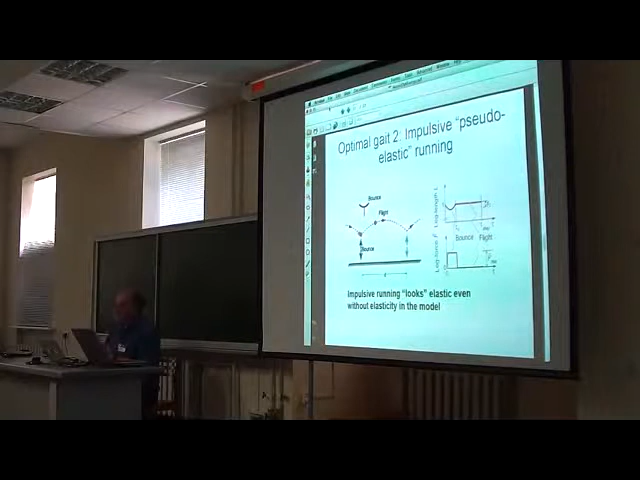 Optimal gait 2: Impulsive "pseudo-
elastic" running
Bounce
Flight
Bounce
Bounce Flight
Impulsive running "looks" elastic even
without elasticity in the model